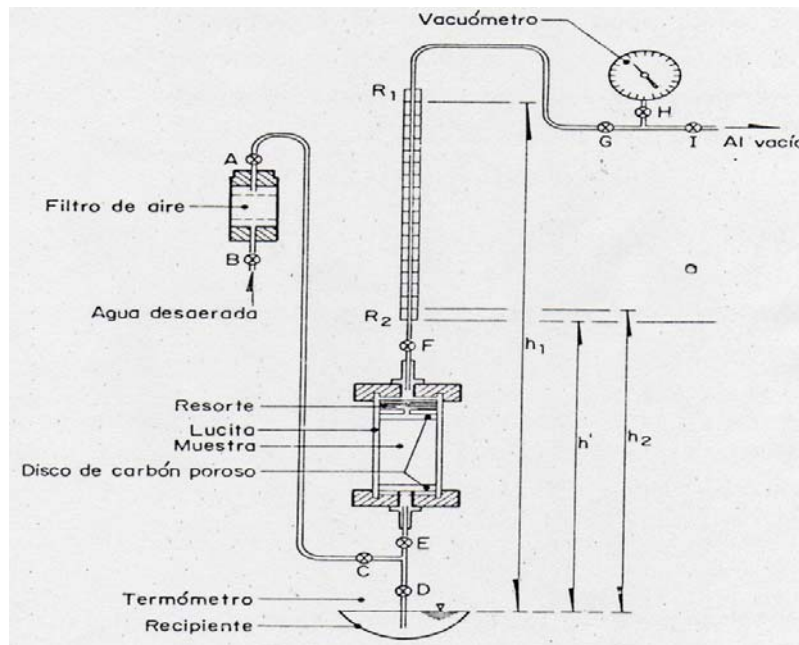 Vacuómetro
R1
H
A
G
I
Al vacío
Filtro de aire
B
Agua desaerada
R2
F
h1
Resorte
Lucita
Muestra
h'
h2
Disco de carbón poroso
E
C
D
Termómetro
Recipiente